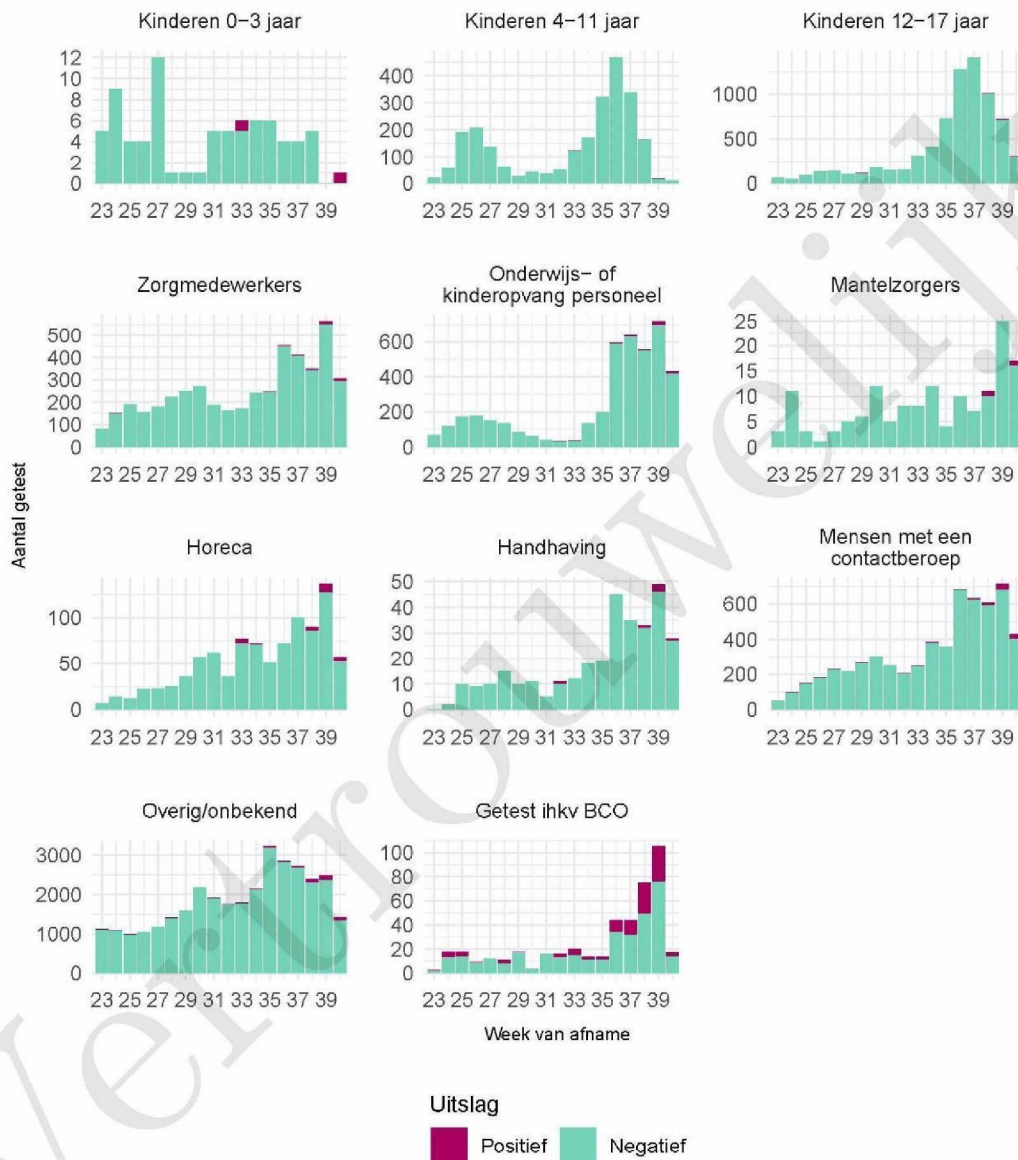 Kinderen 0−3 jaar
12
10
8
6
4
2
0
23 25 27 29 31 33 35 37 39
Kinderen 4−11 jaar
400
300
200
100
0
23 25 27 29 31 33 35 37 39
Kinderen 12−17 jaar
1000
500
0
23 25 27 29 31 33 35 37 39
Zorgmedewerkers
500
400
300
200
100
0
23 25 27 29 31 33 35 37 39
Onderwijs− of
kinderopvang personeel
600
400
200
0
23 25 27 29 31 33 35 37 39
Mantelzorgers
25
20
15
10
5
0
23 25 27 29 31 33 35 37 39
Aantal getest
Horeca
100
50
0
23 25 27 29 31 33 35 37 39
Handhaving
50
40
30
20
10
0
23 25 27 29 31 33 35 37 39
Mensen met een
contactberoep
600
400
200
0
23 25 27 29 31 33 35 37 39
Overig/onbekend
3000
2000
1000
0
23 25 27 29 31 33 35 37 39
Getest ihkv BCO
100
80
60
40
20
0
23 25 27 29 31 33 35 37 39
Week van afname
Uitslag
Positief Negatief
Vertrouwelijk